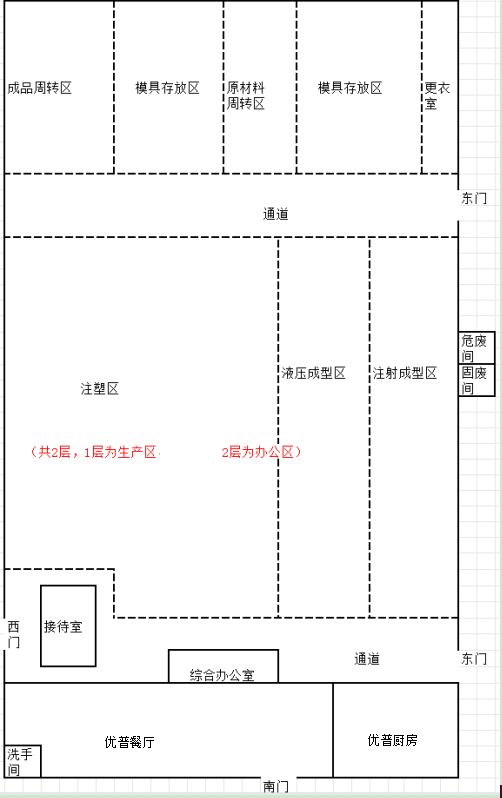 成品周转区
模具存放区
原材料
周转区
模具存放区
更衣
室
东门
通道
危废
间
固废
间
注塑区
液压成型区
注射成型区
（共2层，1层为生产区
2层为办公区）
西
门
接待室
综合办公室
通道
东门
优普餐厅
优普厨房
洗手
间
南门